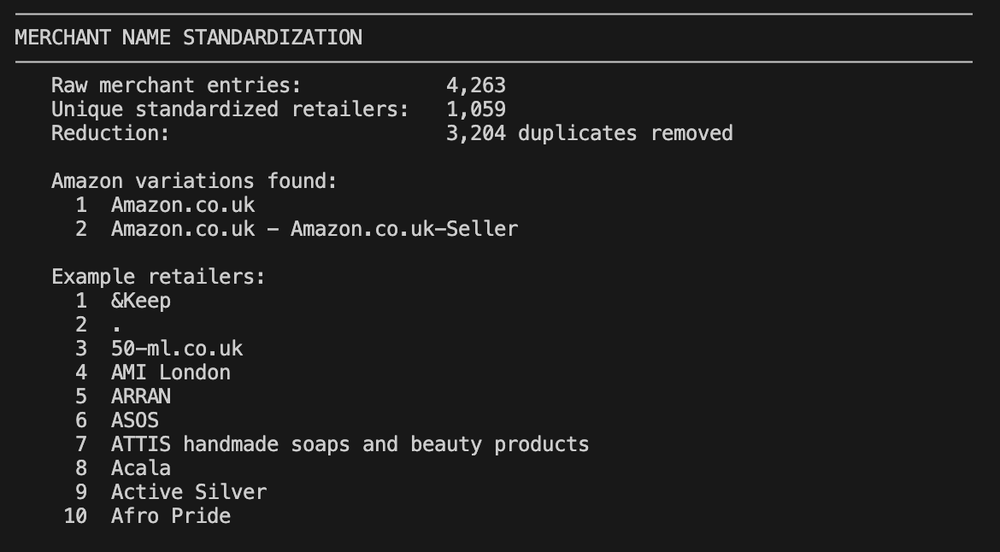 MERCHANT NAME STANDARDIZATION
Raw merchant entries: 4,263
Unique standardized retailers: 1,059
Reduction: 3,204 duplicates removed
Amazon variations found:
1 Amazon.co.uk
2 Amazon.co.uk - Amazon.co.uk-Seller
Example retailers:
1 &Keep
2 .
3 50-ml.co.uk
4 AMI London
5 ARRAN
6 ASOS
7 ATTIS handmade soaps and beauty products
8 Acala
9 Active Silver
10 Afro Pride